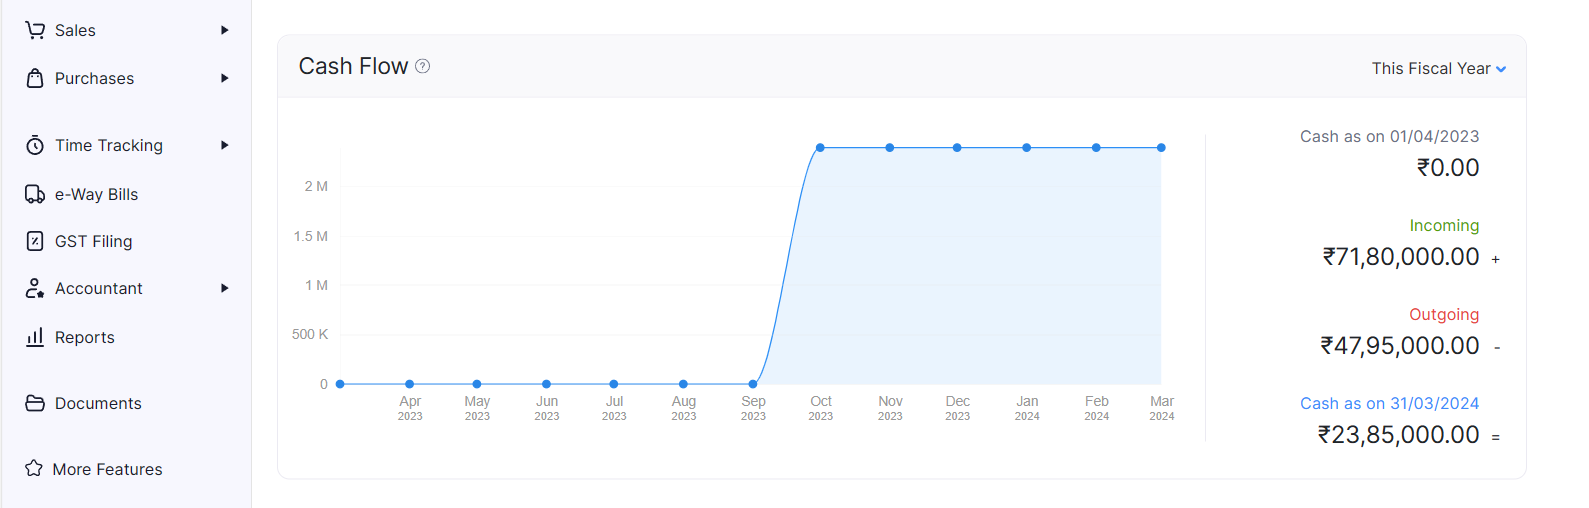 Sales
Purchases
Time Tracking
e-Way Bills
GST Filing
Accountant
Reports
Documents
More Features
Cash Flow ?
This Fiscal Year
2 M
1.5 M
1 M
500 K
0
Apr May Jun Jul Aug Sep Oct Nov Dec Jan Feb Mar
2023 2023 2023 2023 2023 2023 2023 2023 2023 2024 2024 2024
Cash as on 01/04/2023
₹0.00
Incoming
₹71,80,000.00 +
Outgoing
₹47,95,000.00 -
Cash as on 31/03/2024
₹23,85,000.00 =